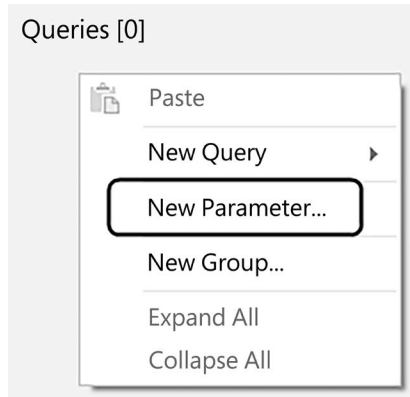 Queries [0]
Paste
New Query
New Parameter...
New Group...
Expand All
Collapse All